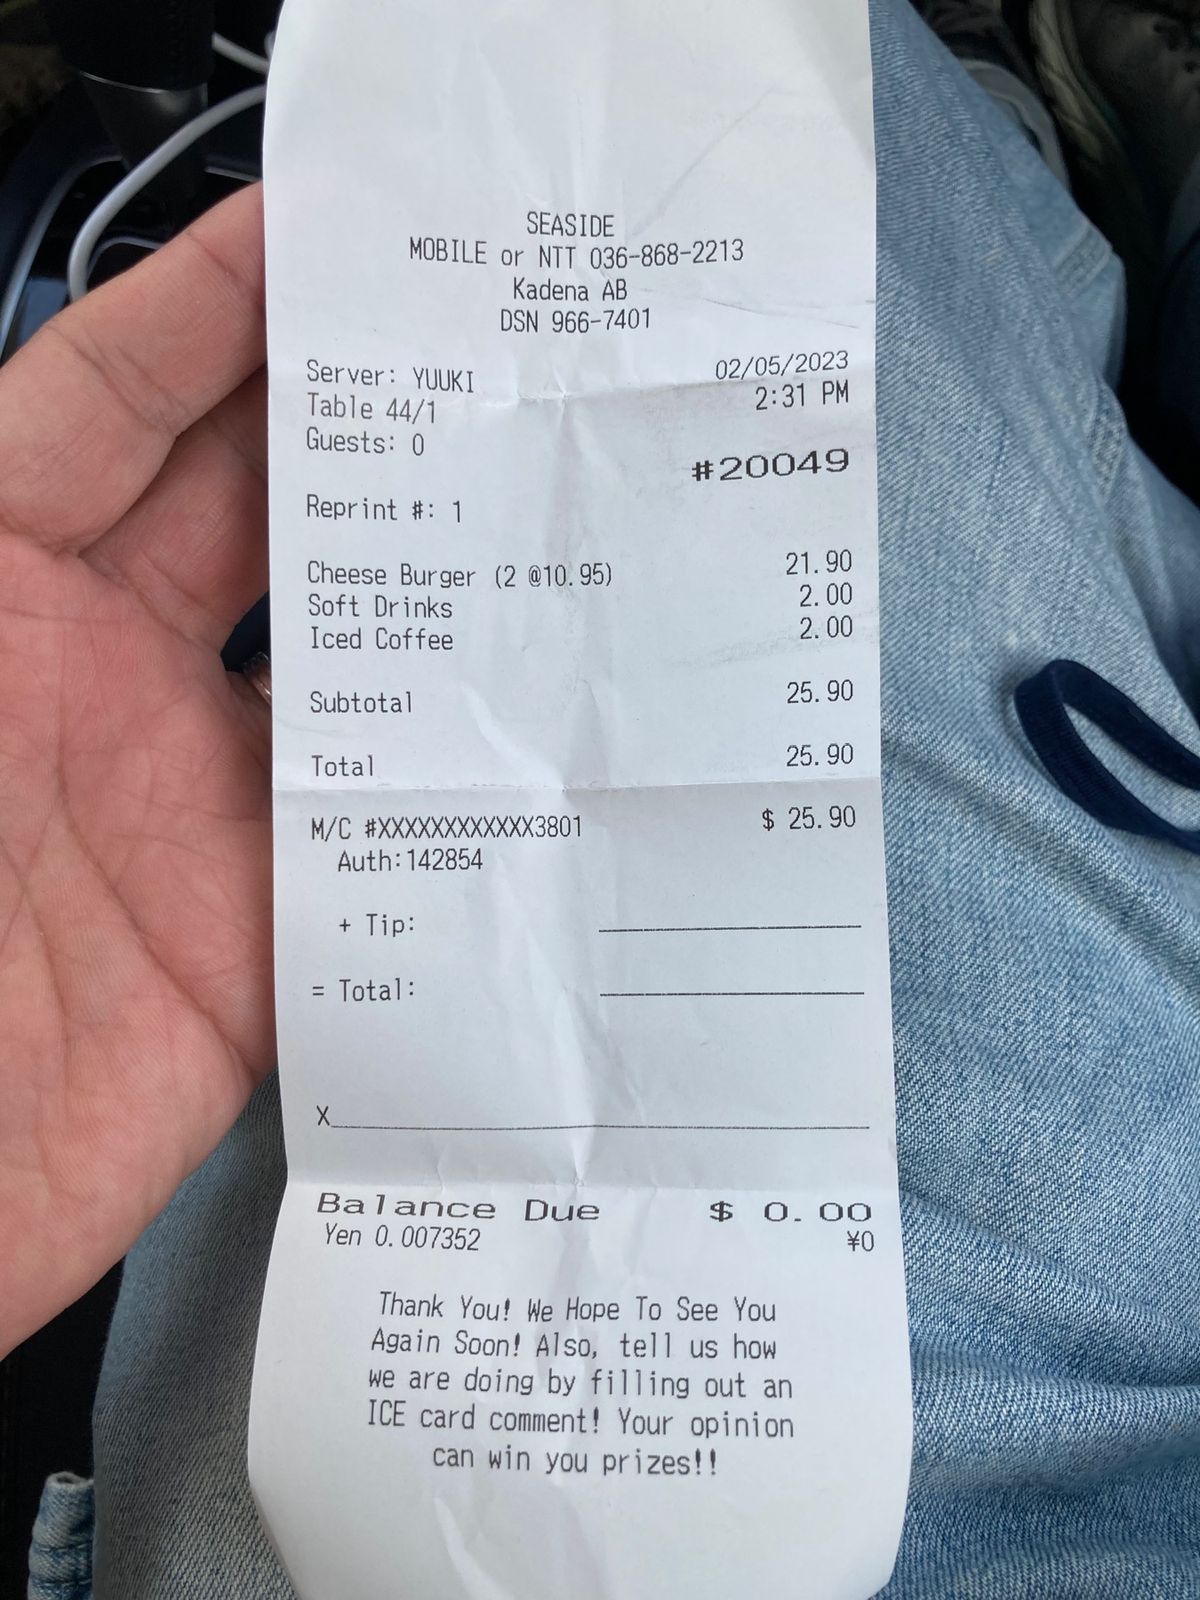 SEASIDE
MOBILE or NTT 036-868-2213
Kadena AB
DSN 966-7401
Server: YUUKI 02/05/2023
Table 44/1 2:31 PM
Guests: 0
#20049
Reprint #: 1
Cheese Burger (2 @10.95) 21.90
Soft Drinks 2.00
Iced Coffee 2.00
Subtotal 25.90
Total 25.90
M/C #XXXXXXXXXXXX3801 $ 25.90
Auth:142854
+ Tip:
= Total:
X
Balance Due $ 0.00
Yen 0.007352 ¥0
Thank You! We Hope To See You
Again Soon! Also, tell us how
we are doing by filling out an
ICE card comment! Your opinion
can win you prizes!!